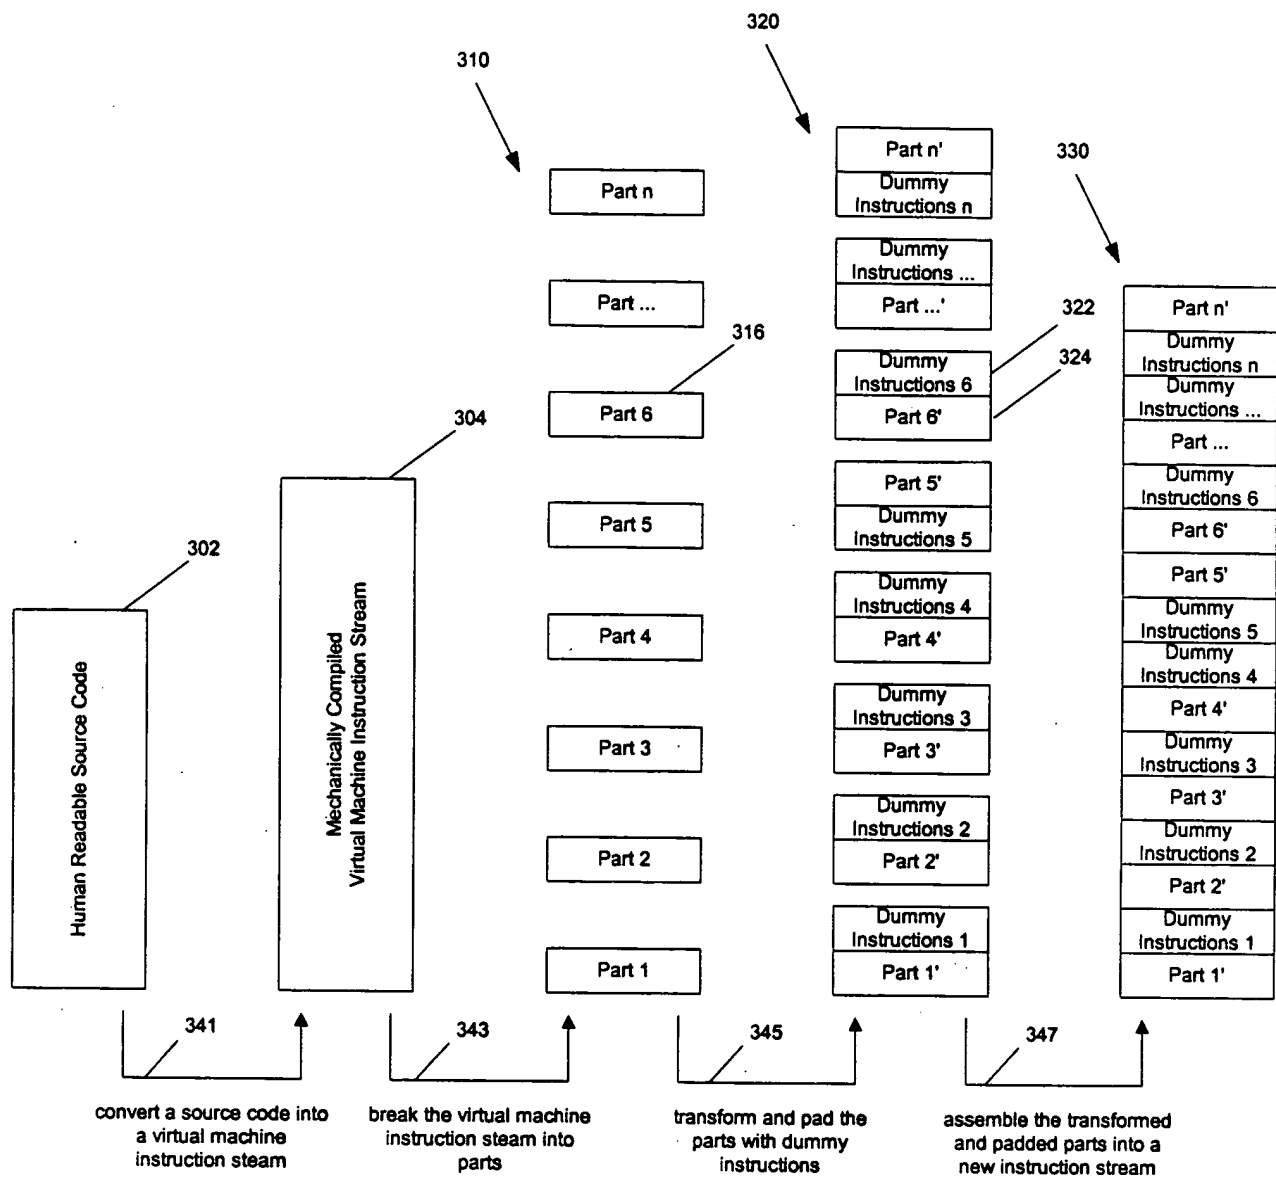 320
310
330
Part n'
Dummy
Instructions n
Part n
Dummy
Instructions ...
Part ...'
Part ...
Part n'
Dummy
Instructions n
Dummy
Instructions ...
Part ...
Dummy
Instructions 6
Part 6'
Part 5'
Dummy
Instructions 5
Dummy
Instructions 4
Part 4'
Dummy
Instructions 3
Part 3'
Dummy
Instructions 2
Part 2'
Dummy
Instructions 1
Part 1'
316
322
324
Dummy
Instructions 6
Part 6'
Part 6
304
Part 5'
Dummy
Instructions 5
Part 5
302
Dummy
Instructions 4
Part 4'
Part 4
Dummy
Instructions 3
Part 3'
Part 3
Dummy
Instructions 2
Part 2'
Part 2
Dummy
Instructions 1
Part 1'
Part 1
Human Readable Source Code
Mechanically Compiled
Virtual Machine Instruction Stream
341
343
345
347
convert a source code into
a virtual machine
instruction steam
break the virtual machine
instruction steam into
parts
transform and pad the
parts with dummy
instructions
assemble the transformed
and padded parts into a
new instruction stream